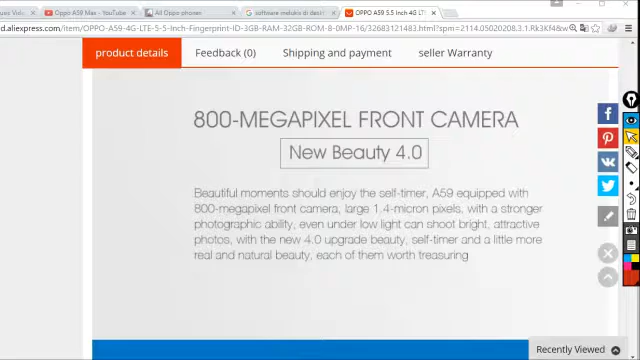 Oppo A59 Max - YouTube
All Oppo phones
software melukis di desl
OPPO A59 5.5 Inch 4G LTE
d.aliexpress.com/item/OPPO-A59-4G-LTE-5-5-Inch-Fingerprint-ID-3GB-RAM-32GB-ROM-8-0MP-16/32683121483.html?spm=2114.05020208.3.1.Rk3Kf4&w
product details
Feedback (0)
Shipping and payment
seller Warranty
800-MEGAPIXEL FRONT CAMERA
New Beauty 4.0
Beautiful moments should enjoy the self-timer, A59 equipped with
800-megapixel front camera, large 1.4-micron pixels, with a stronger
photographic ability, even under low light can shoot bright, attractive
photos, with the new 4.0 upgrade beauty, self-timer and a little more
real and natural beauty, each of them worth treasuring
Recently Viewed